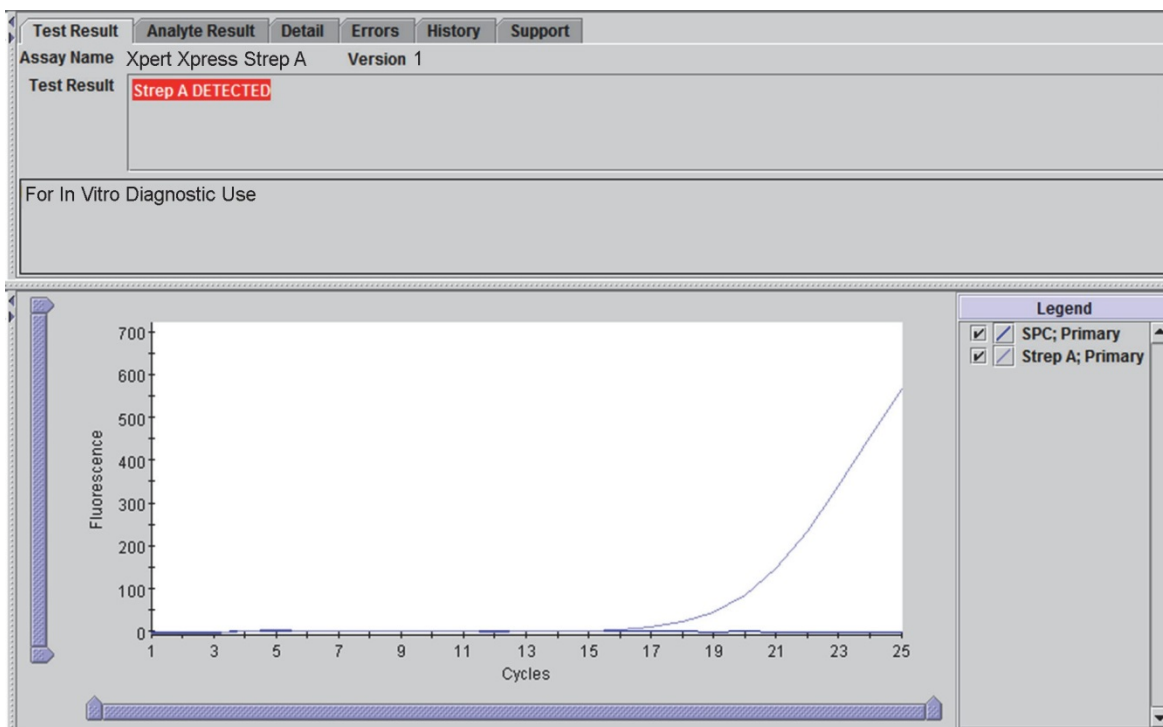 Test Result Analyte Result Detail Errors History Support
Assay Name Xpert Xpress Strep A Version 1
Test Result Strep A DETECTED
For In Vitro Diagnostic Use
Legend
SPC; Primary
Strep A; Primary
700
600
500
400
300
200
100
0
Fluorescence
1 3 5 7 9 11 13 15 17 19 21 23 25
Cycles